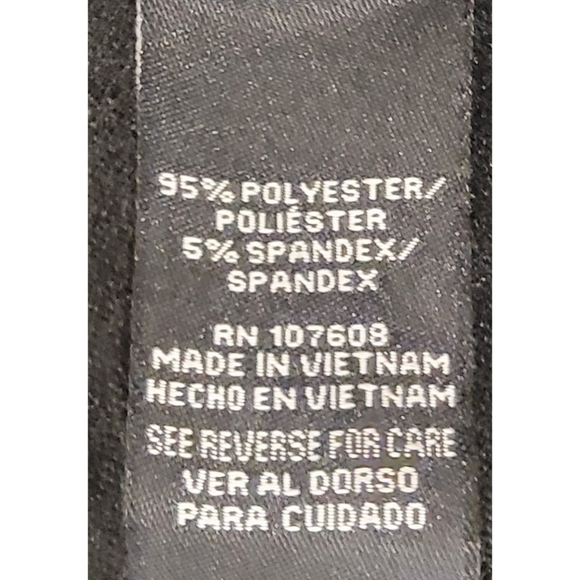 95% POLYESTER/
POLIÉSTER
5% SPANDEX/
SPANDEX
RN 107608
MADE IN VIETNAM
HECHO EN VIETNAM
SEE REVERSE FOR CARE
VER AL DORSO
PARA CUIDADO